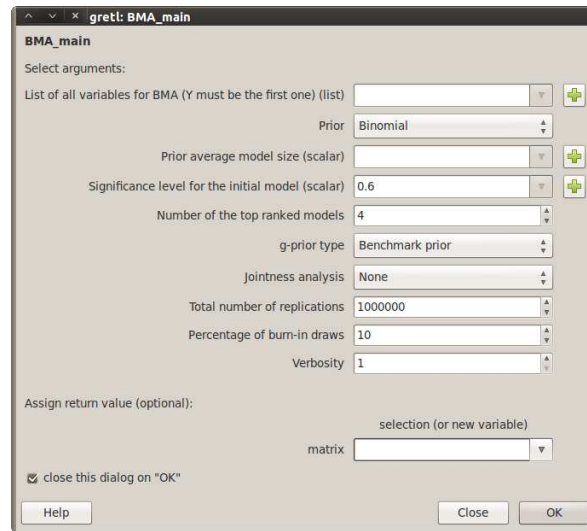 gretl: BMA_main
BMA_main
Select arguments:
List of all variables for BMA (Y must be the first one) (list)
Prior Binomial
Prior average model size (scalar)
Significance level for the initial model (scalar) 0.6
Number of the top ranked models 4
g-prior type Benchmark prior
Jointness analysis None
Total number of replications 1000000
Percentage of burn-in draws 10
Verbosity 1
Assign return value (optional):
selection (or new variable)
matrix
close this dialog on "OK"
Help Close OK